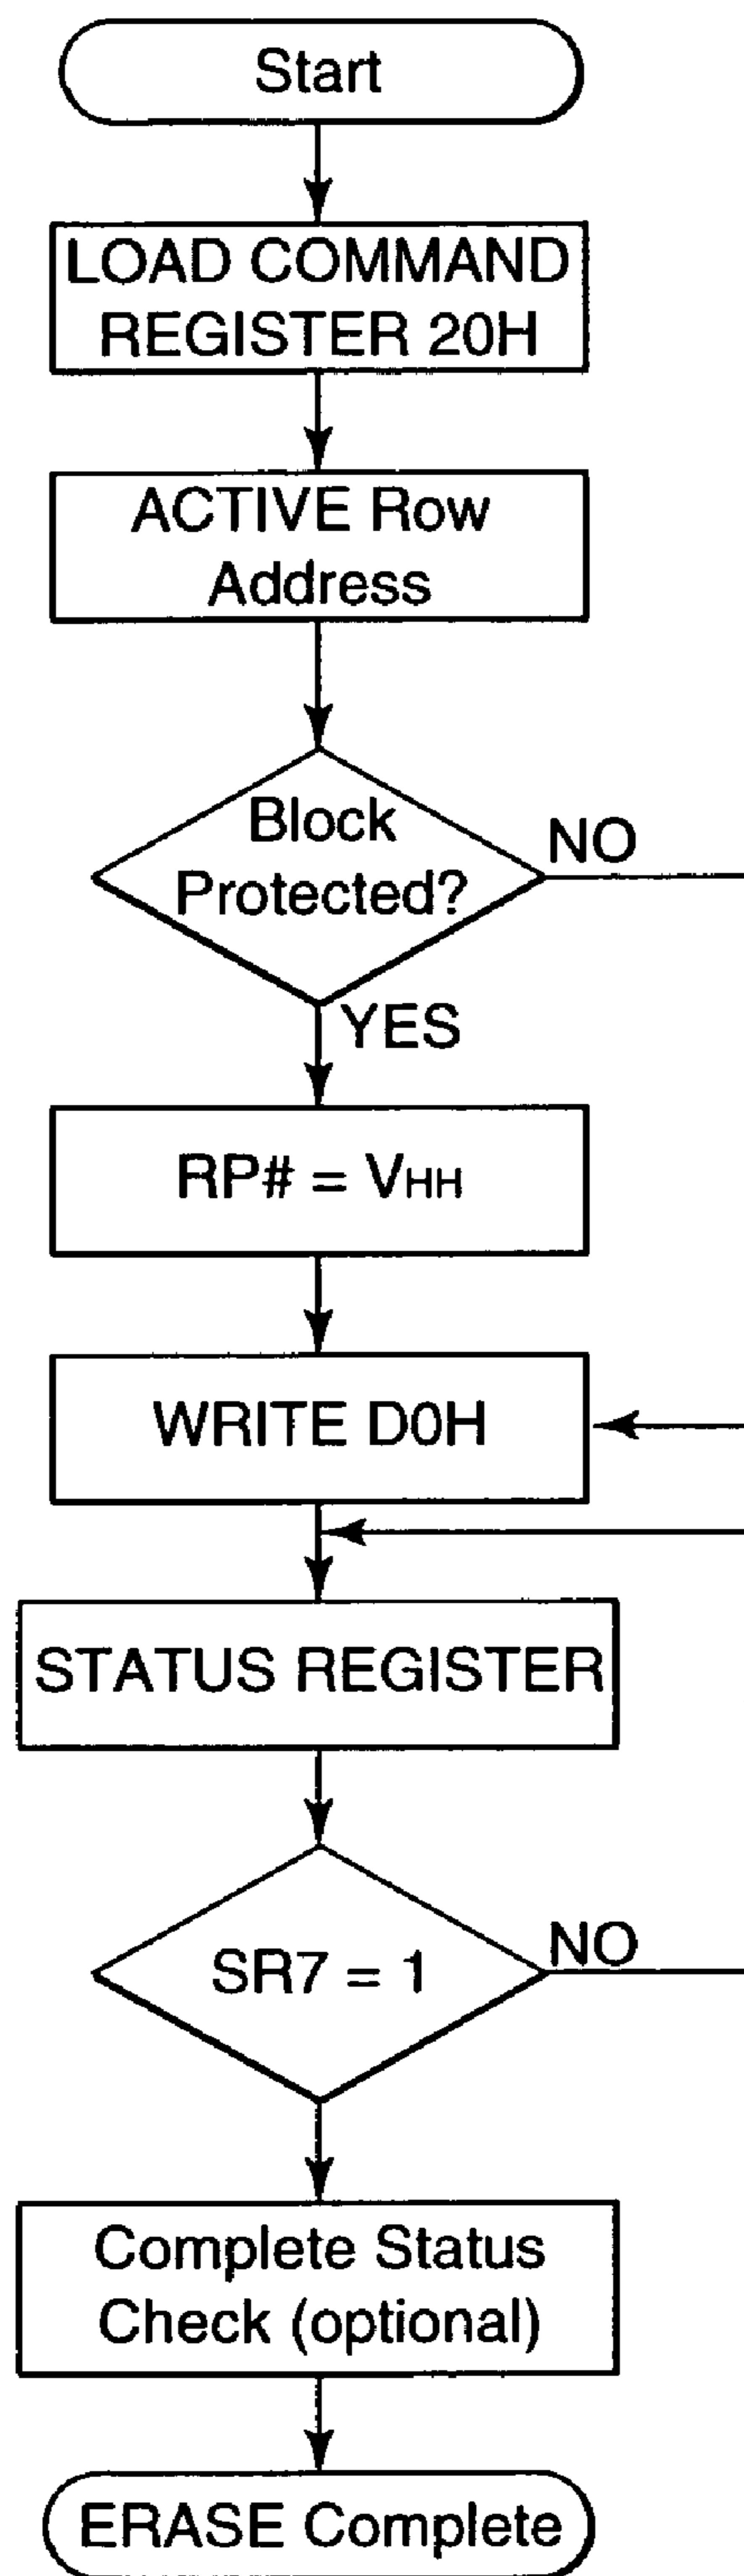 Start
LOAD COMMAND
REGISTER 20H
ACTIVE Row
Address
Block
Protected?
NO
YES
RP# = VHH
WRITE D0H
STATUS REGISTER
SR7 = 1
NO
Complete Status
Check (optional)
ERASE Complete